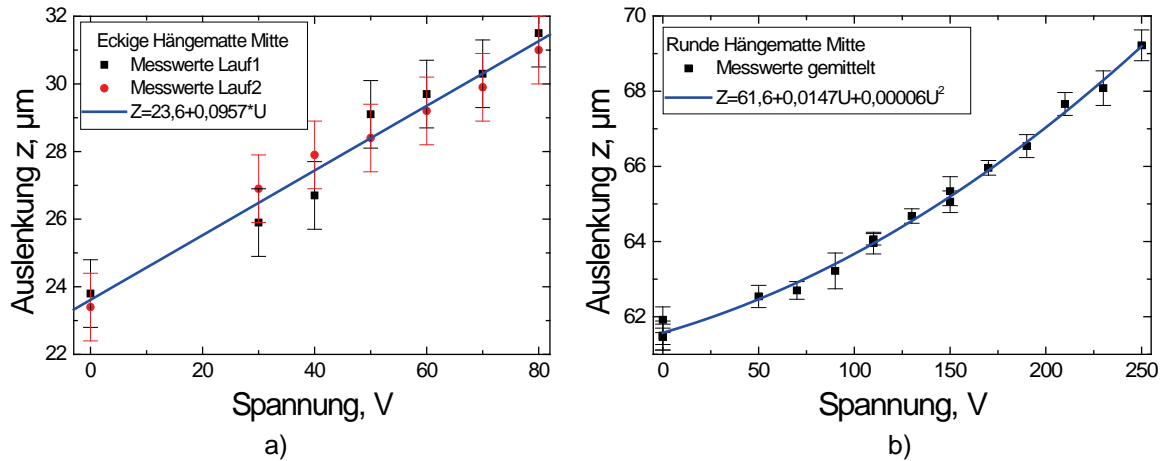 Eckige Hängematte Mitte
Messwerte Lauf1
Messwerte Lauf2
Z=23,6+0,0957*U
32
30
28
26
24
22
Auslenkung z, µm
0 20 40 60 80
Spannung, V
a)
Runde Hängematte Mitte
Messwerte gemittelt
Z=61,6+0,0147U+0,00006U²
70
68
66
64
62
Auslenkung z, µm
0 50 100 150 200 250
Spannung, V
b)